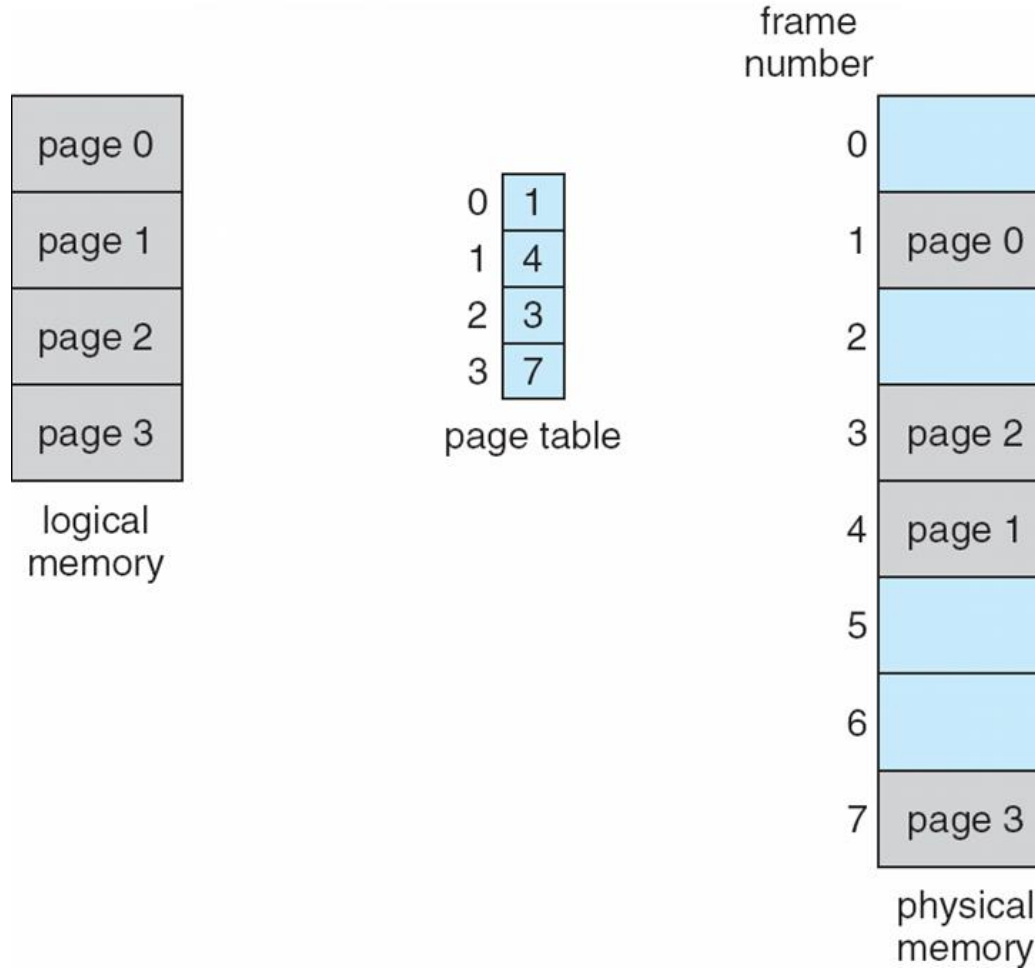 page 0
page 1
page 2
page 3
logical
memory
0 1
1 4
2 3
3 7
page table
frame
number
0
1 page 0
2
3 page 2
4 page 1
5
6
7 page 3
physical
memory